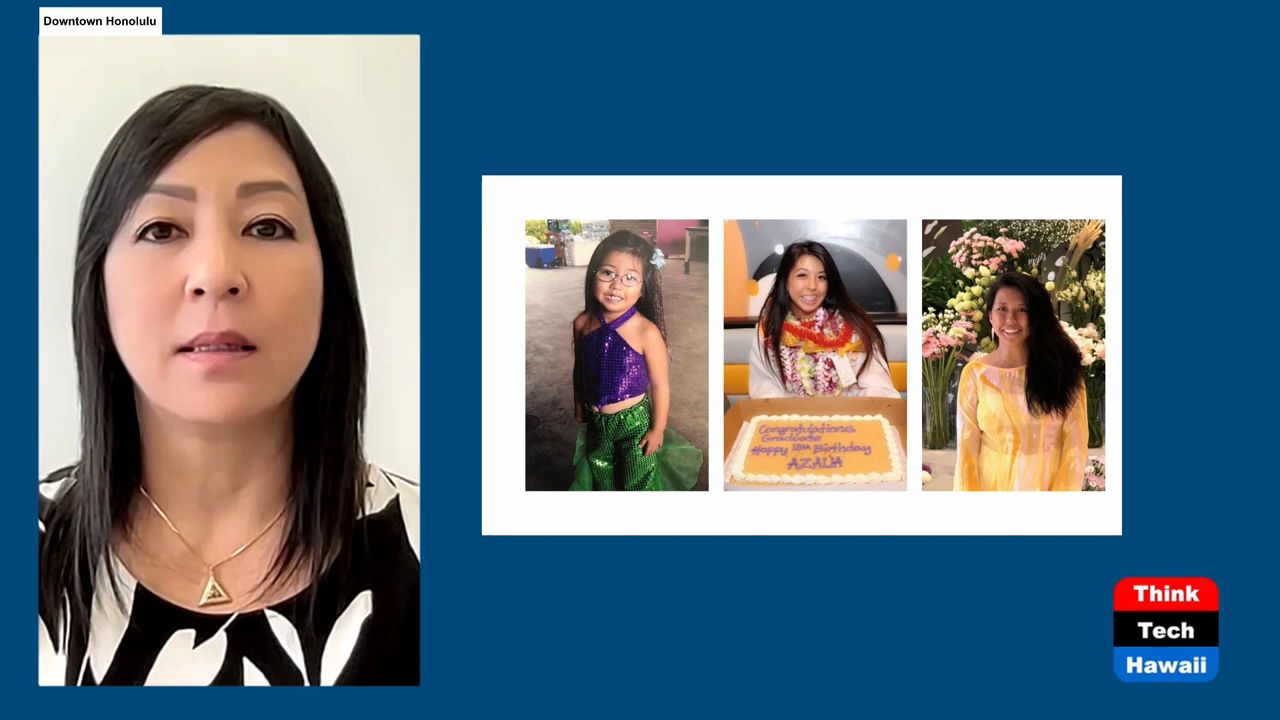 Downtown Honolulu
Congratulations
Graduate
Happy 18th Birthday
AZALIA
Think
Tech
Hawaii